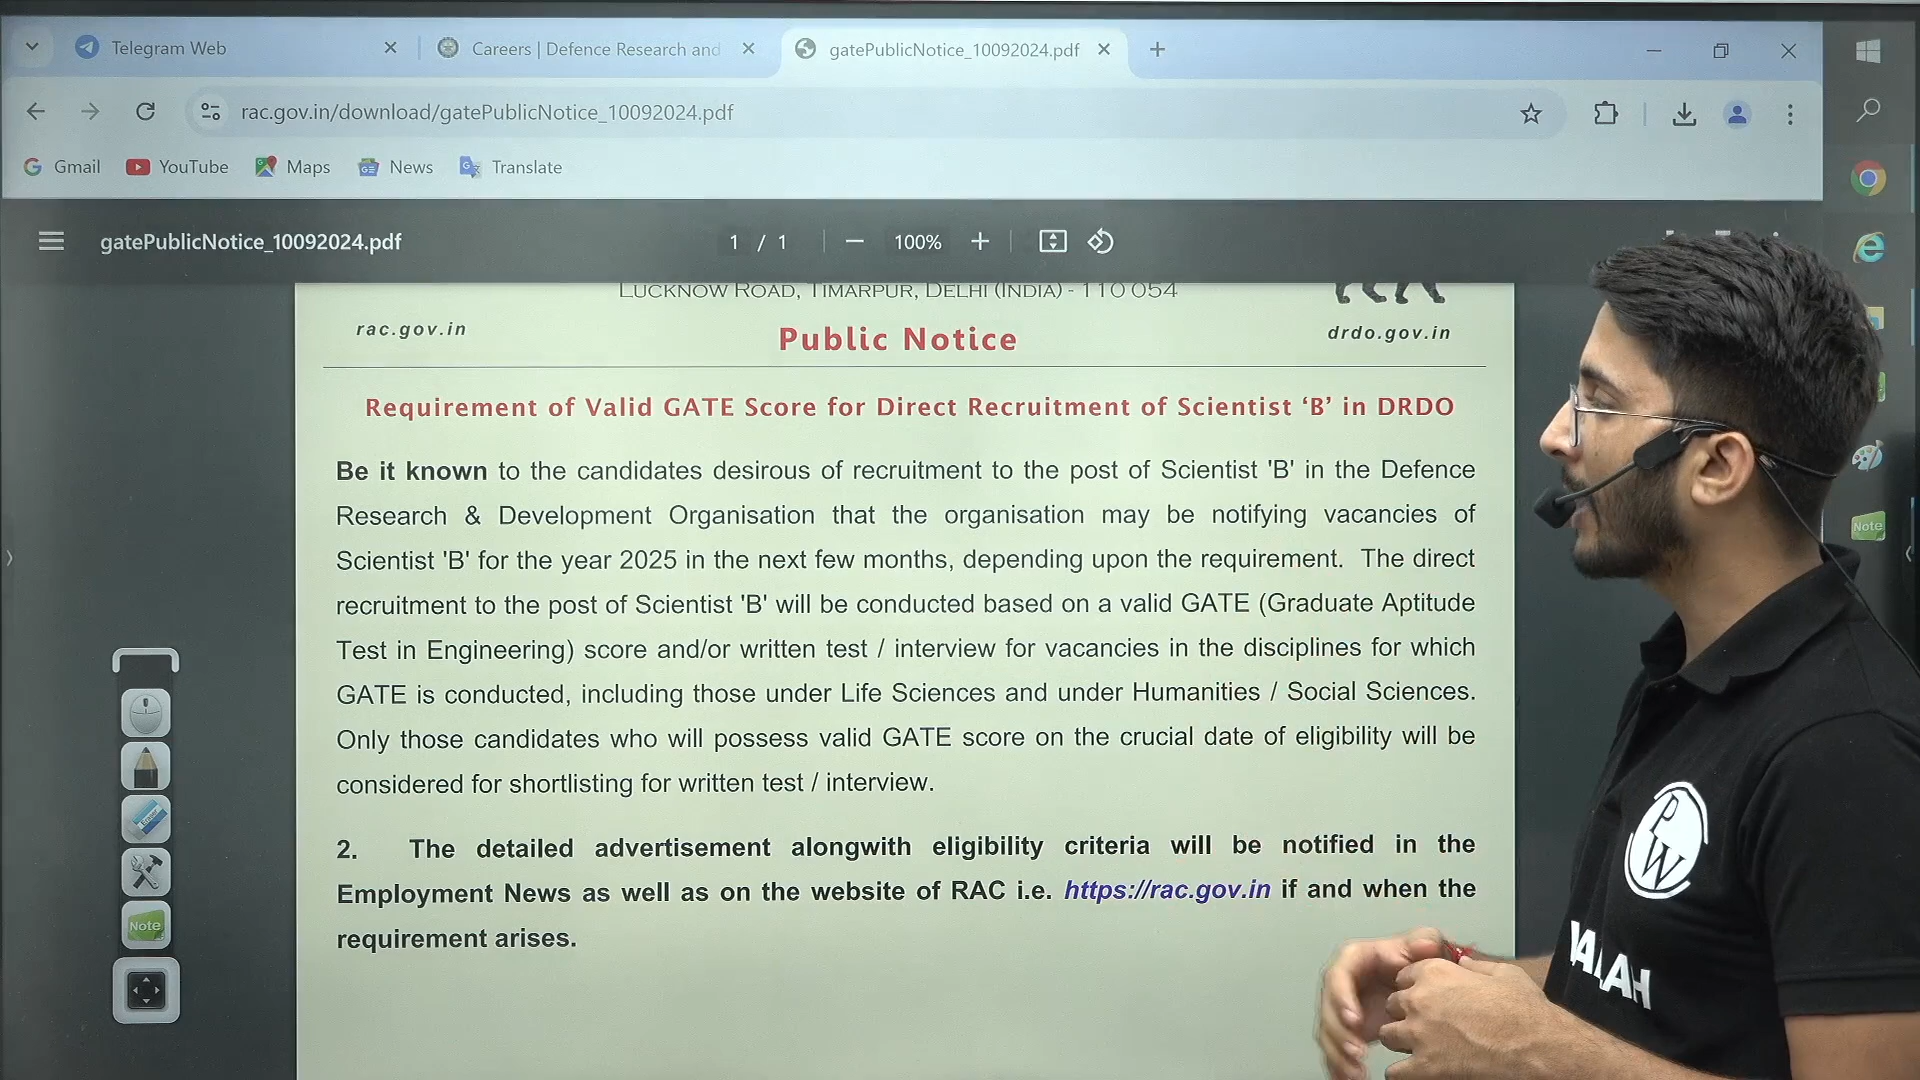 Telegram Web
Careers | Defence Research and
gatePublicNotice_10092024.pdf
rac.gov.in/download/gatePublicNotice_10092024.pdf
Gmail
YouTube
Maps
News
Translate
gatePublicNotice_10092024.pdf
1 / 1
100%
Lucknow Road, Timarpur, Delhi (India) - 110 054
rac.gov.in
Public Notice
drdo.gov.in
Requirement of Valid GATE Score for Direct Recruitment of Scientist ‘B’ in DRDO
Be it known to the candidates desirous of recruitment to the post of Scientist 'B' in the Defence
Research & Development Organisation that the organisation may be notifying vacancies of
Scientist 'B' for the year 2025 in the next few months, depending upon the requirement. The direct
recruitment to the post of Scientist 'B' will be conducted based on a valid GATE (Graduate Aptitude
Test in Engineering) score and/or written test / interview for vacancies in the disciplines for which
GATE is conducted, including those under Life Sciences and under Humanities / Social Sciences.
Only those candidates who will possess valid GATE score on the crucial date of eligibility will be
considered for shortlisting for written test / interview.
2. The detailed advertisement alongwith eligibility criteria will be notified in the
Employment News as well as on the website of RAC i.e. https://rac.gov.in if and when the
requirement arises.
Eraser
Note
Note
PW